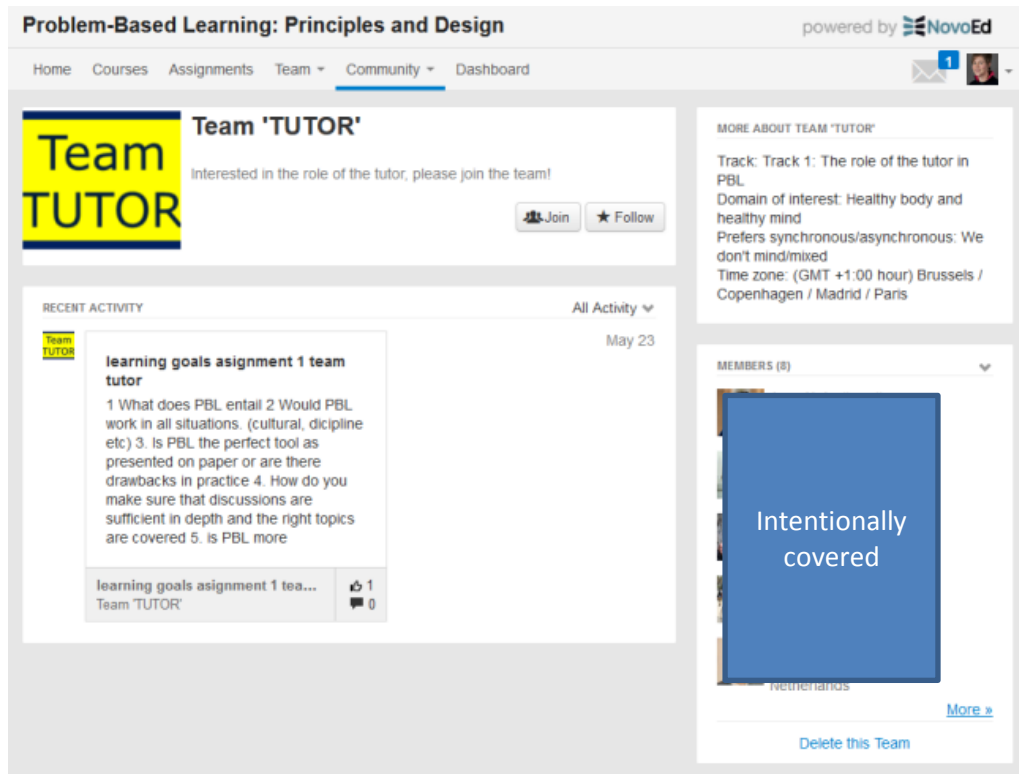 Problem-Based Learning: Principles and Design
powered by NovoEd
Home Courses Assignments Team Community Dashboard
1
Team
TUTOR
Team 'TUTOR'
Interested in the role of the tutor, please join the team!
Join
Follow
RECENT ACTIVITY
All Activity
Team
TUTOR
May 23
learning goals asignment 1 team
tutor
1 What does PBL entail 2 Would PBL
work in all situations. (cultural, dicipline
etc) 3. Is PBL the perfect tool as
presented on paper or are there
drawbacks in practice 4. How do you
make sure that discussions are
sufficient in depth and the right topics
are covered 5. is PBL more
learning goals asignment 1 tea...
Team 'TUTOR'
1
0
MORE ABOUT TEAM 'TUTOR'
Track: Track 1: The role of the tutor in
PBL
Domain of interest: Healthy body and
healthy mind
Prefers synchronous/asynchronous: We
don't mind/mixed
Time zone: (GMT +1:00 hour) Brussels /
Copenhagen / Madrid / Paris
MEMBERS (8)
Intentionally
covered
Netherlands
More »
Delete this Team